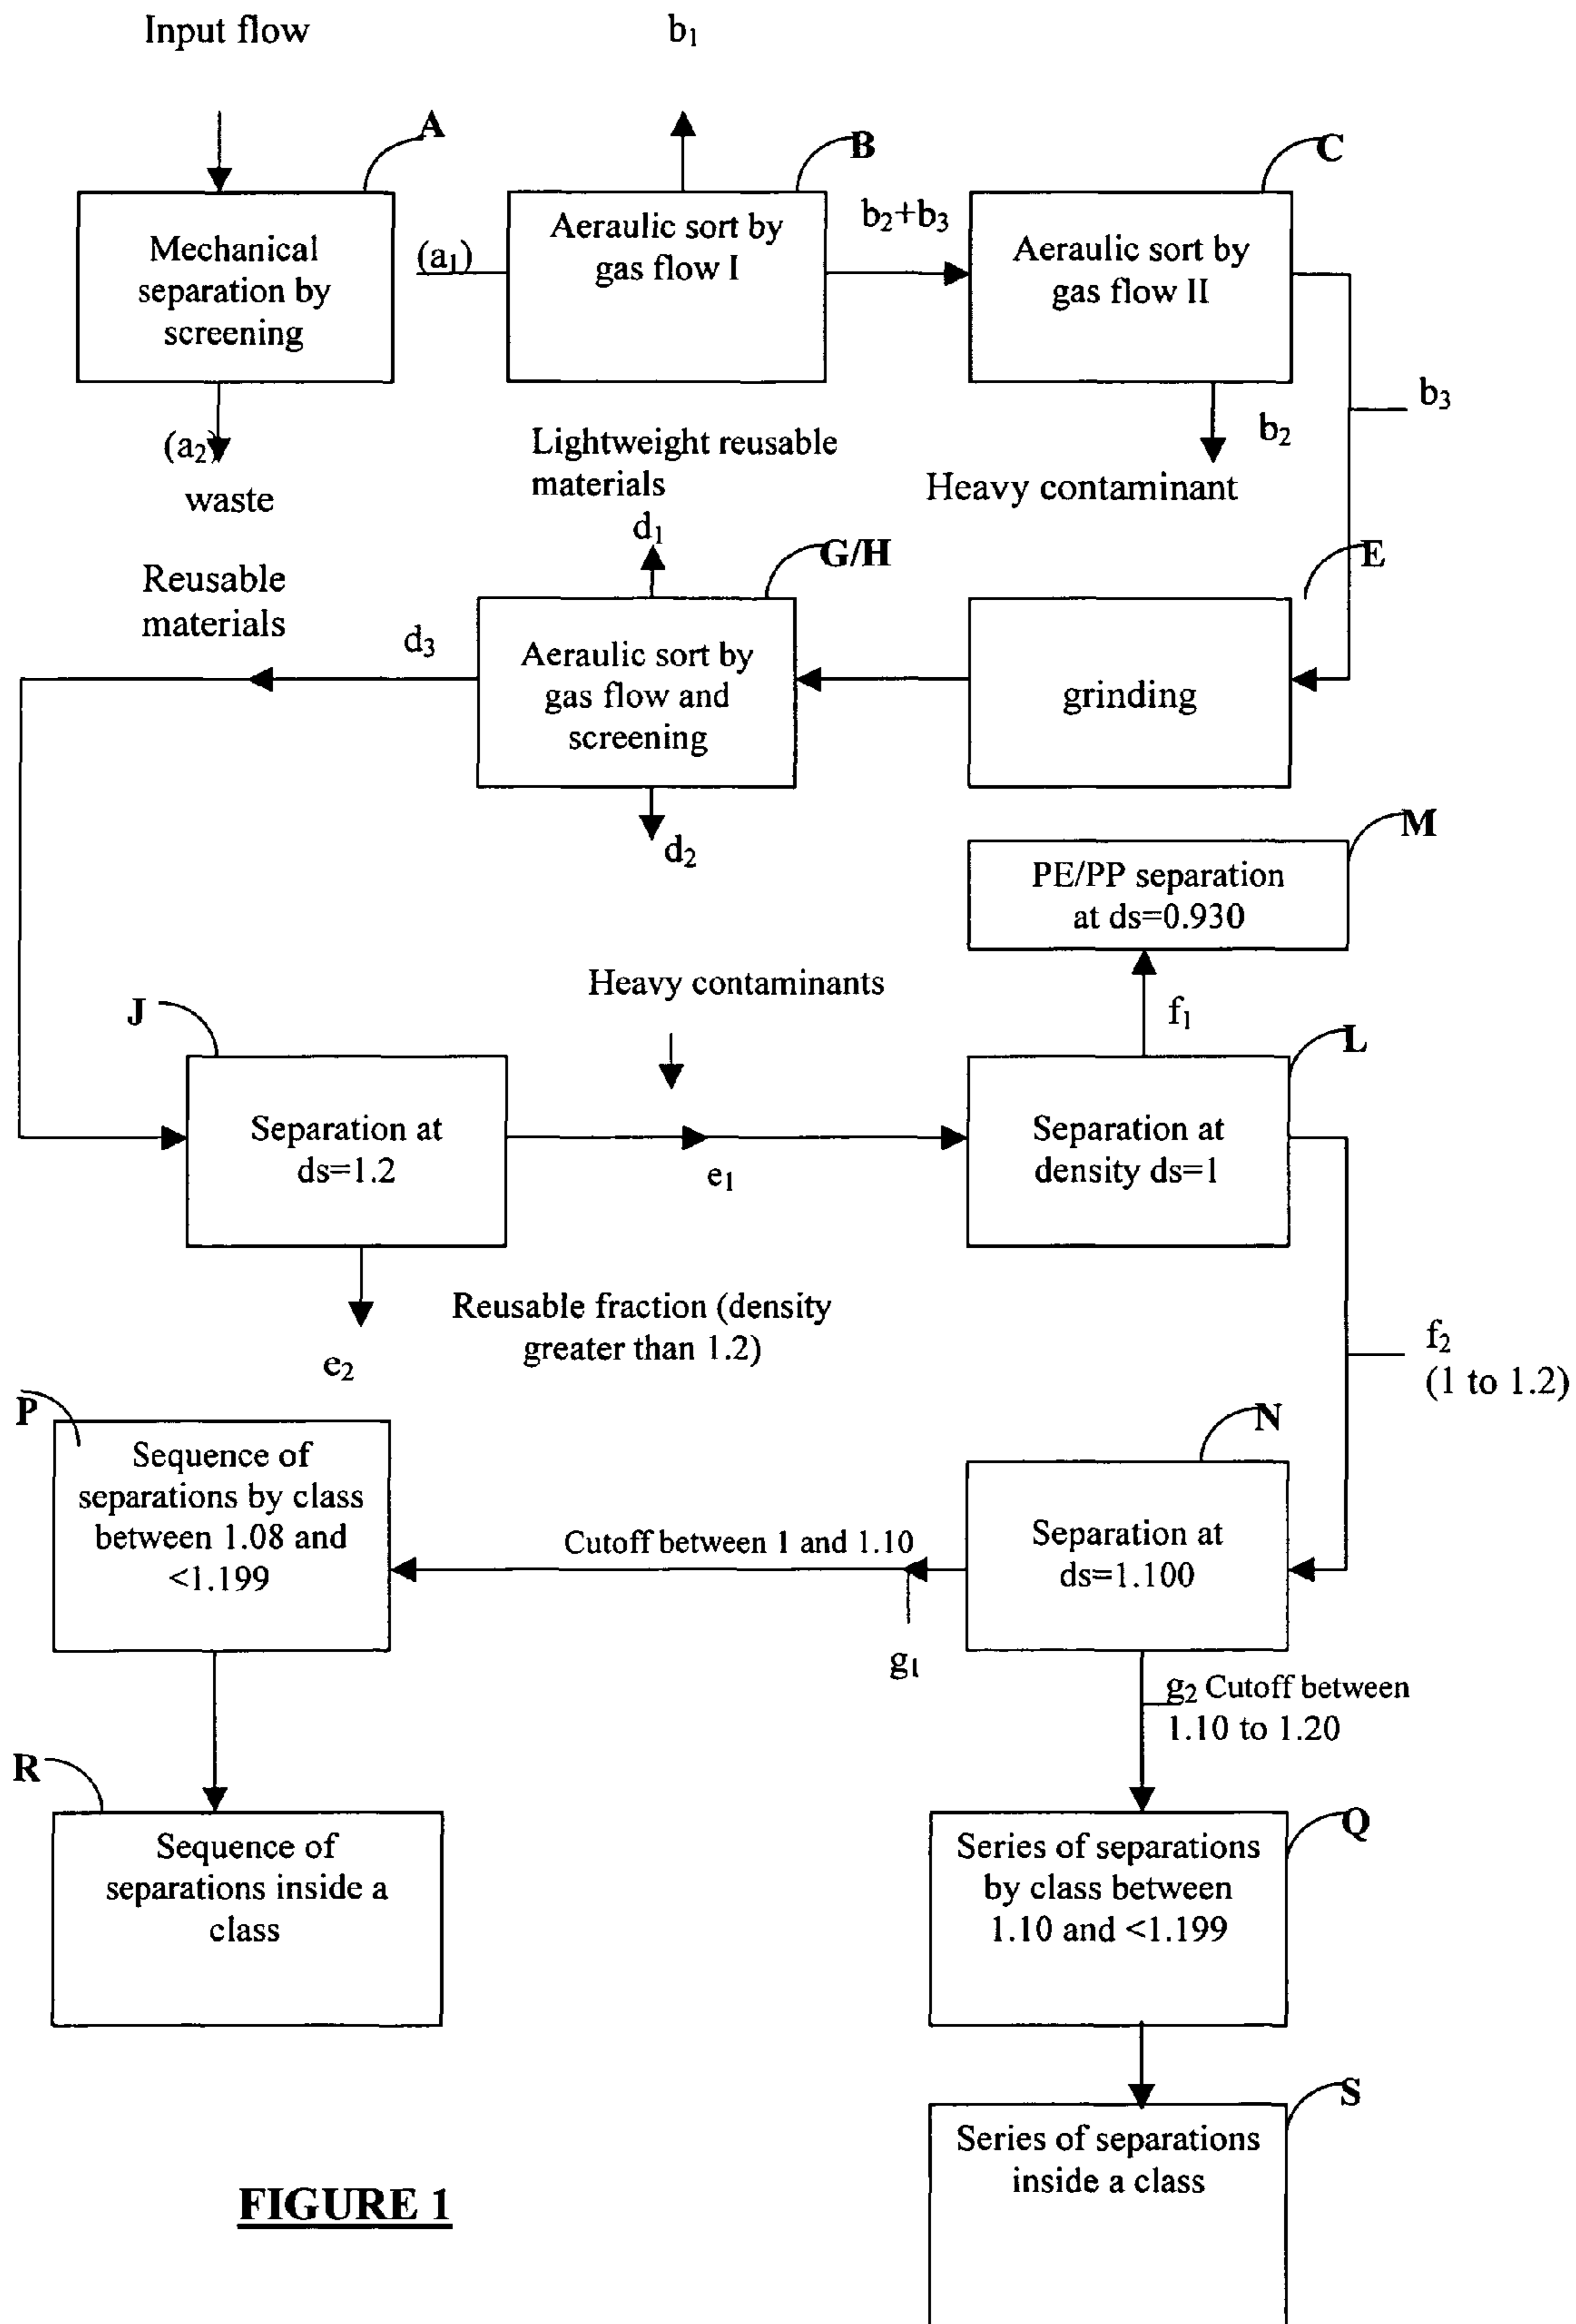 Input flow
b₁
A
B
C
Mechanical
separation by
screening
(a₁)
Aeraulic sort by
gas flow I
b₂+b₃
Aeraulic sort by
gas flow II
b₃
(a₂)
waste
Lightweight reusable
materials
d₁
b₂
Heavy contaminant
Reusable
materials
d₃
G/H
E
Aeraulic sort by
gas flow and
screening
grinding
d₂
M
PE/PP separation
at ds=0.930
Heavy contaminants
f₁
J
L
Separation at
ds=1.2
e₁
Separation at
density ds=1
Reusable fraction (density
greater than 1.2)
e₂
f₂
(1 to 1.2)
P
N
Sequence of
separations by class
between 1.08 and
<1.199
Cutoff between 1 and 1.10
Separation at
ds=1.100
g₁
g₂ Cutoff between
1.10 to 1.20
R
Q
Sequence of
separations inside a
class
Series of separations
by class between
1.10 and <1.199
S
Series of separations
inside a class
FIGURE 1